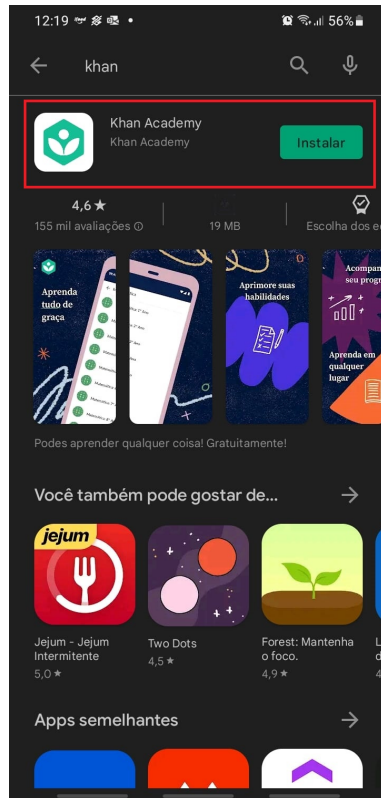 12:19
56%
khan
Khan Academy
Khan Academy
Instalar
4,6 ★
155 mil avaliações
19 MB
Escolha dos e
Aprenda
tudo de
graça
Aprimore suas
habilidades
Acompan
seu progr
Aprenda em
qualquer
lugar
Podes aprender qualquer coisa! Gratuitamente!
Você também pode gostar de...
jejum
Jejum - Jejum
Intermitente
5,0 ★
Two Dots
4,5 ★
Forest: Mantenha
o foco.
4,9 ★
L
d
4
Apps semelhantes